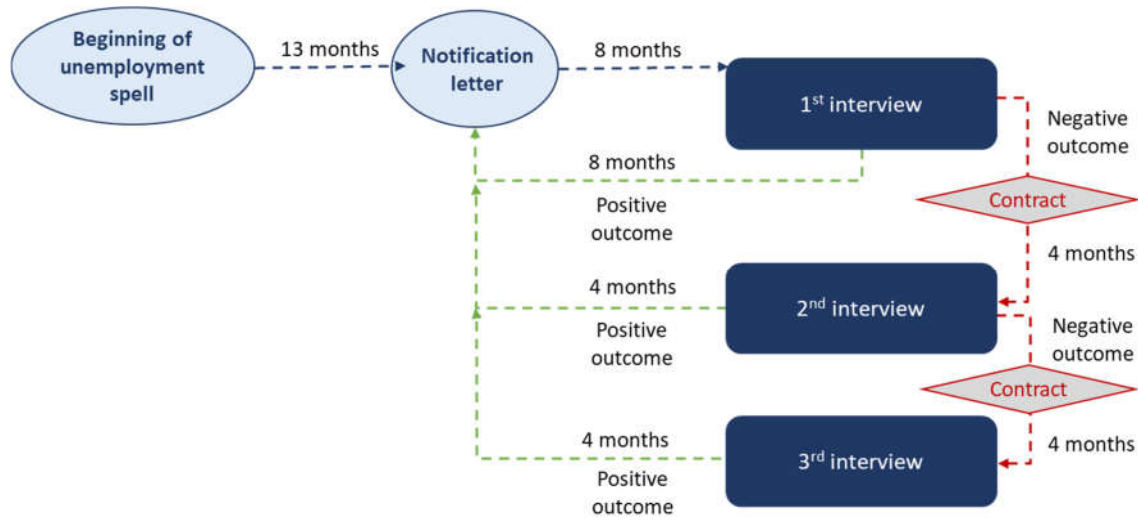 Beginning of
unemployment
spell
13 months
Notification
letter
8 months
1st interview
Negative
outcome
8 months
Positive
outcome
Contract
4 months
4 months
2nd interview
Positive
outcome
Negative
outcome
Contract
4 months
4 months
3rd interview
Positive
outcome